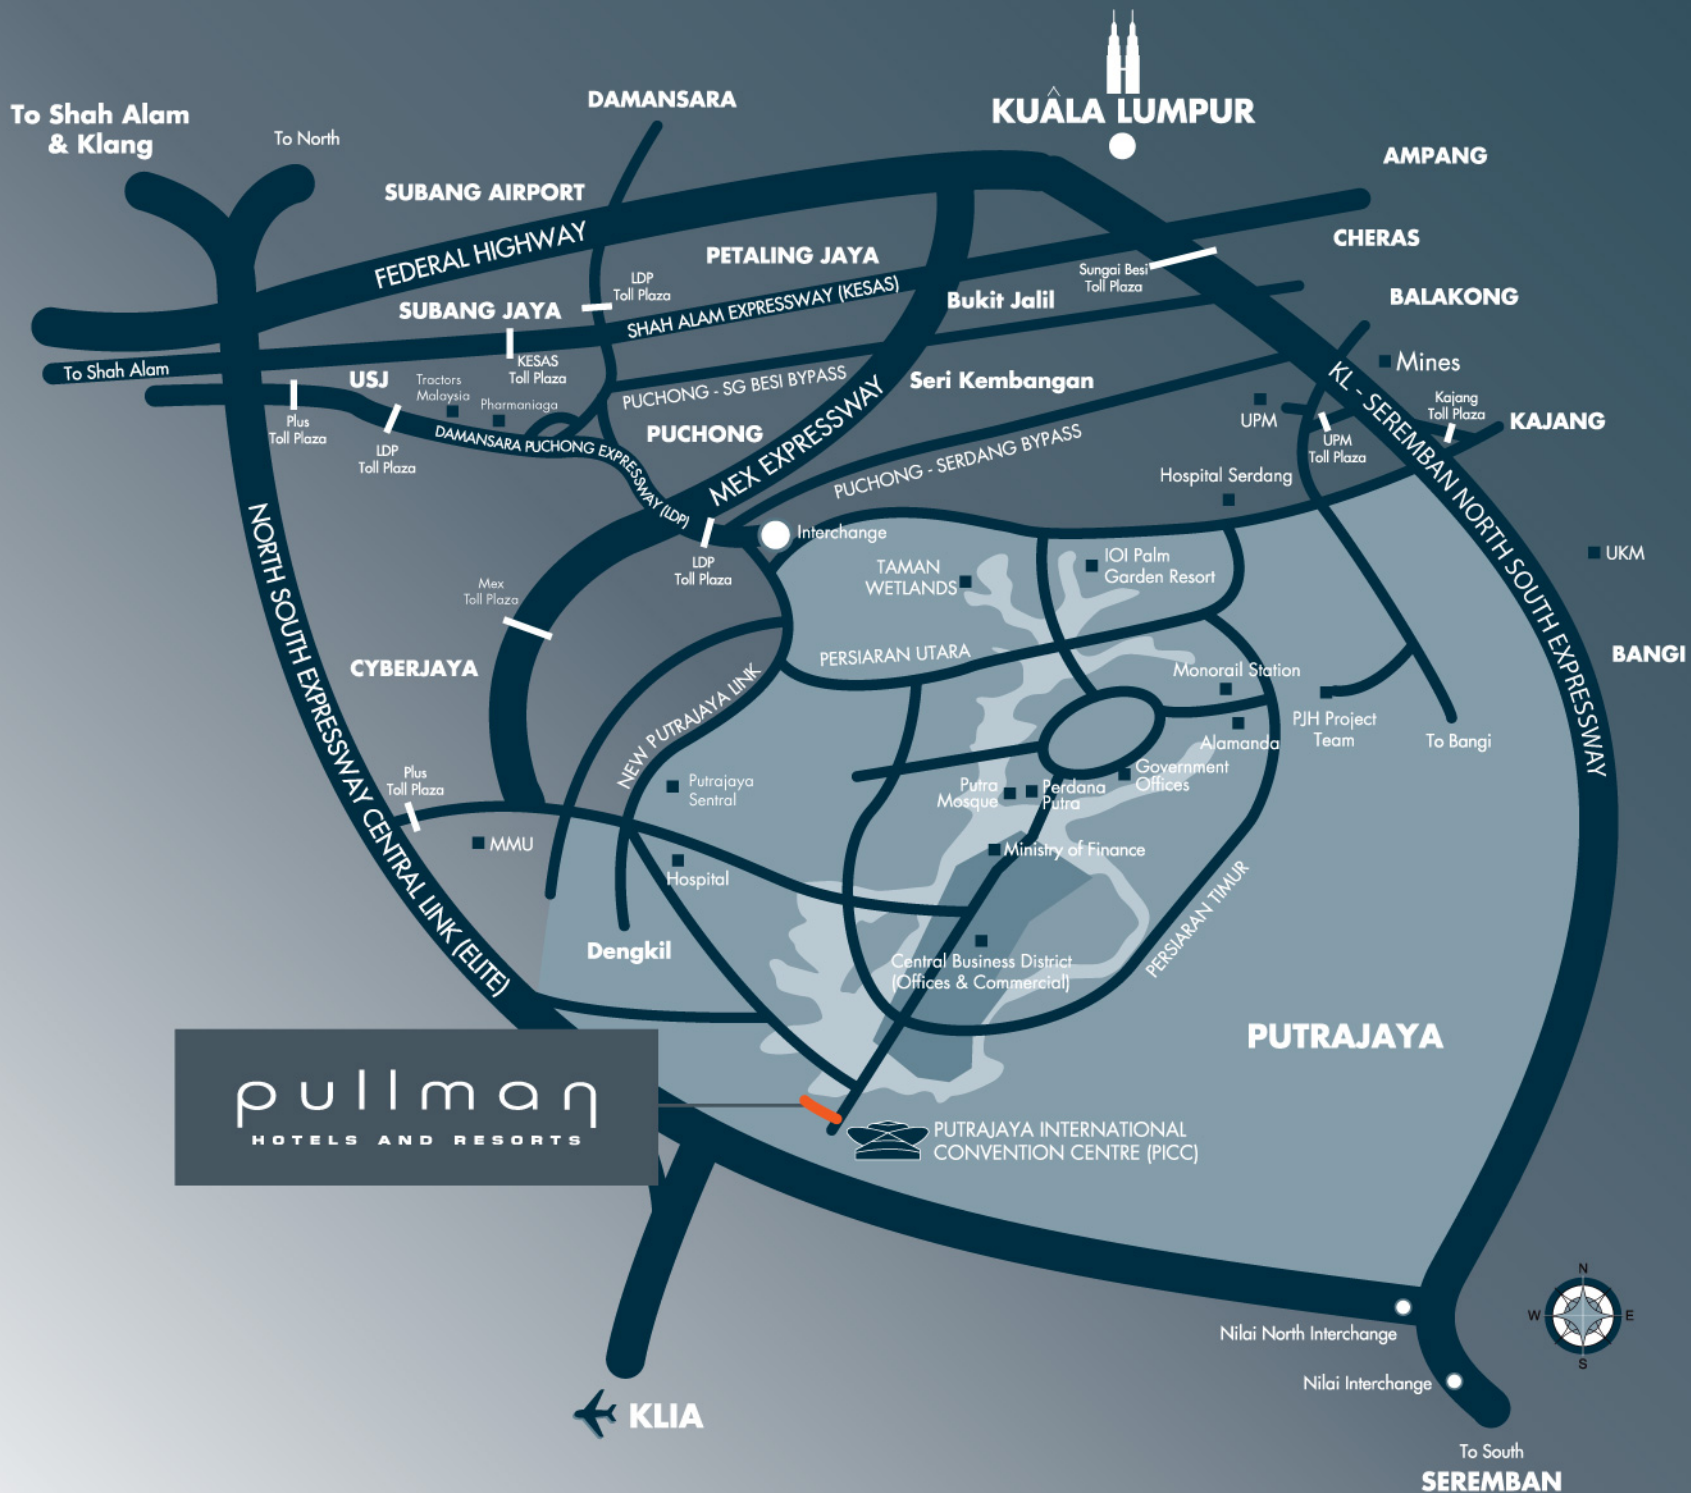 KUALA LUMPUR
DAMANSARA
To Shah Alam
& Klang
To North
AMPANG
SUBANG AIRPORT
FEDERAL HIGHWAY
CHERAS
PETALING JAYA
LDP
Toll Plaza
Sungai Besi
Toll Plaza
SUBANG JAYA
SHAH ALAM EXPRESSWAY (KESAS)
Bukit Jalil
BALAKONG
To Shah Alam
KESAS
Toll Plaza
USJ
Tractors
Malaysia
Pharmaniaga
PUCHONG - SG BESI BYPASS
Seri Kembangan
Mines
Plus
Toll Plaza
LDP
Toll Plaza
DAMANSARA PUCHONG EXPRESSWAY (LDP)
PUCHONG
MEX EXPRESSWAY
PUCHONG - SERDANG BYPASS
UPM
UPM
Toll Plaza
Kajang
Toll Plaza
KAJANG
KL - SEREMBAN NORTH SOUTH EXPRESSWAY
Hospital Serdang
NORTH SOUTH EXPRESSWAY CENTRAL LINK (ELITE)
Interchange
LDP
Toll Plaza
TAMAN
WETLANDS
IOI Palm
Garden Resort
UKM
Mex
Toll Plaza
CYBERJAYA
PERSIARAN UTARA
BANGI
Monorail Station
NEW PUTRAJAYA LINK
PJH Project
Team
To Bangi
Alamanda
Government
Offices
Plus
Toll Plaza
Putrajaya
Sentral
Putra
Mosque
Perdana
Putra
MMU
Ministry of Finance
Hospital
PERSIARAN TIMUR
Dengkil
Central Business District
(Offices & Commercial)
PUTRAJAYA
pullman
HOTELS AND RESORTS
PUTRAJAYA INTERNATIONAL
CONVENTION CENTRE (PICC)
N
W
E
S
Nilai North Interchange
Nilai Interchange
KLIA
To South
SEREMBAN